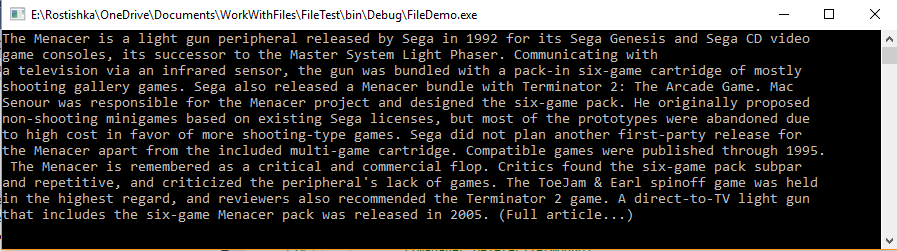 E:\Rostishka\OneDrive\Documents\WorkWithFiles\FileTest\bin\Debug\FileDemo.exe
The Menacer is a light gun peripheral released by Sega in 1992 for its Sega Genesis and Sega CD video
game consoles, its successor to the Master System Light Phaser. Communicating with
a television via an infrared sensor, the gun was bundled with a pack-in six-game cartridge of mostly
shooting gallery games. Sega also released a Menacer bundle with Terminator 2: The Arcade Game. Mac
Senour was responsible for the Menacer project and designed the six-game pack. He originally proposed
non-shooting minigames based on existing Sega licenses, but most of the prototypes were abandoned due
to high cost in favor of more shooting-type games. Sega did not plan another first-party release for
the Menacer apart from the included multi-game cartridge. Compatible games were published through 1995.
The Menacer is remembered as a critical and commercial flop. Critics found the six-game pack subpar
and repetitive, and criticized the peripheral's lack of games. The ToeJam & Earl spinoff game was held
in the highest regard, and reviewers also recommended the Terminator 2 game. A direct-to-TV light gun
that includes the six-game Menacer pack was released in 2005. (Full article...)